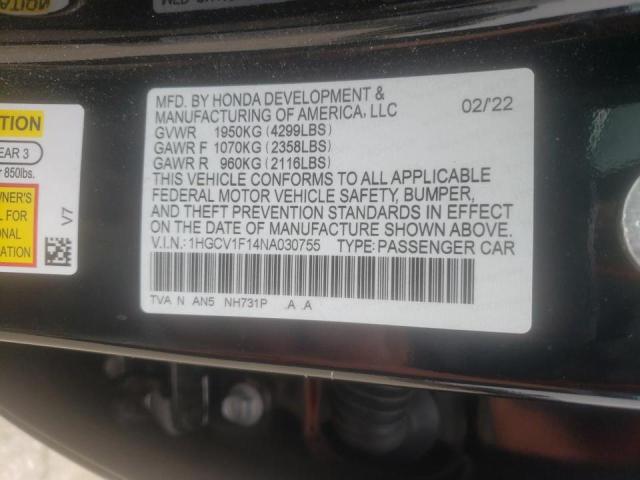 MFD. BY HONDA DEVELOPMENT &
MANUFACTURING OF AMERICA, LLC 02/'22
GVWR 1950KG (4299LBS)
GAWR F 1070KG (2358LBS)
GAWR R 960KG (2116LBS)
THIS VEHICLE CONFORMS TO ALL APPLICABLE
FEDERAL MOTOR VEHICLE SAFETY, BUMPER,
AND THEFT PREVENTION STANDARDS IN EFFECT
ON THE DATE OF MANUFACTURE SHOWN ABOVE.
V.I.N.: 1HGCV1F14NA030755 TYPE: PASSENGER CAR
TVA N AN5 NH731P .A .A
TION
EAR 3
r 850lbs.
WNER'S
L FOR
ONAL
ON.
V7